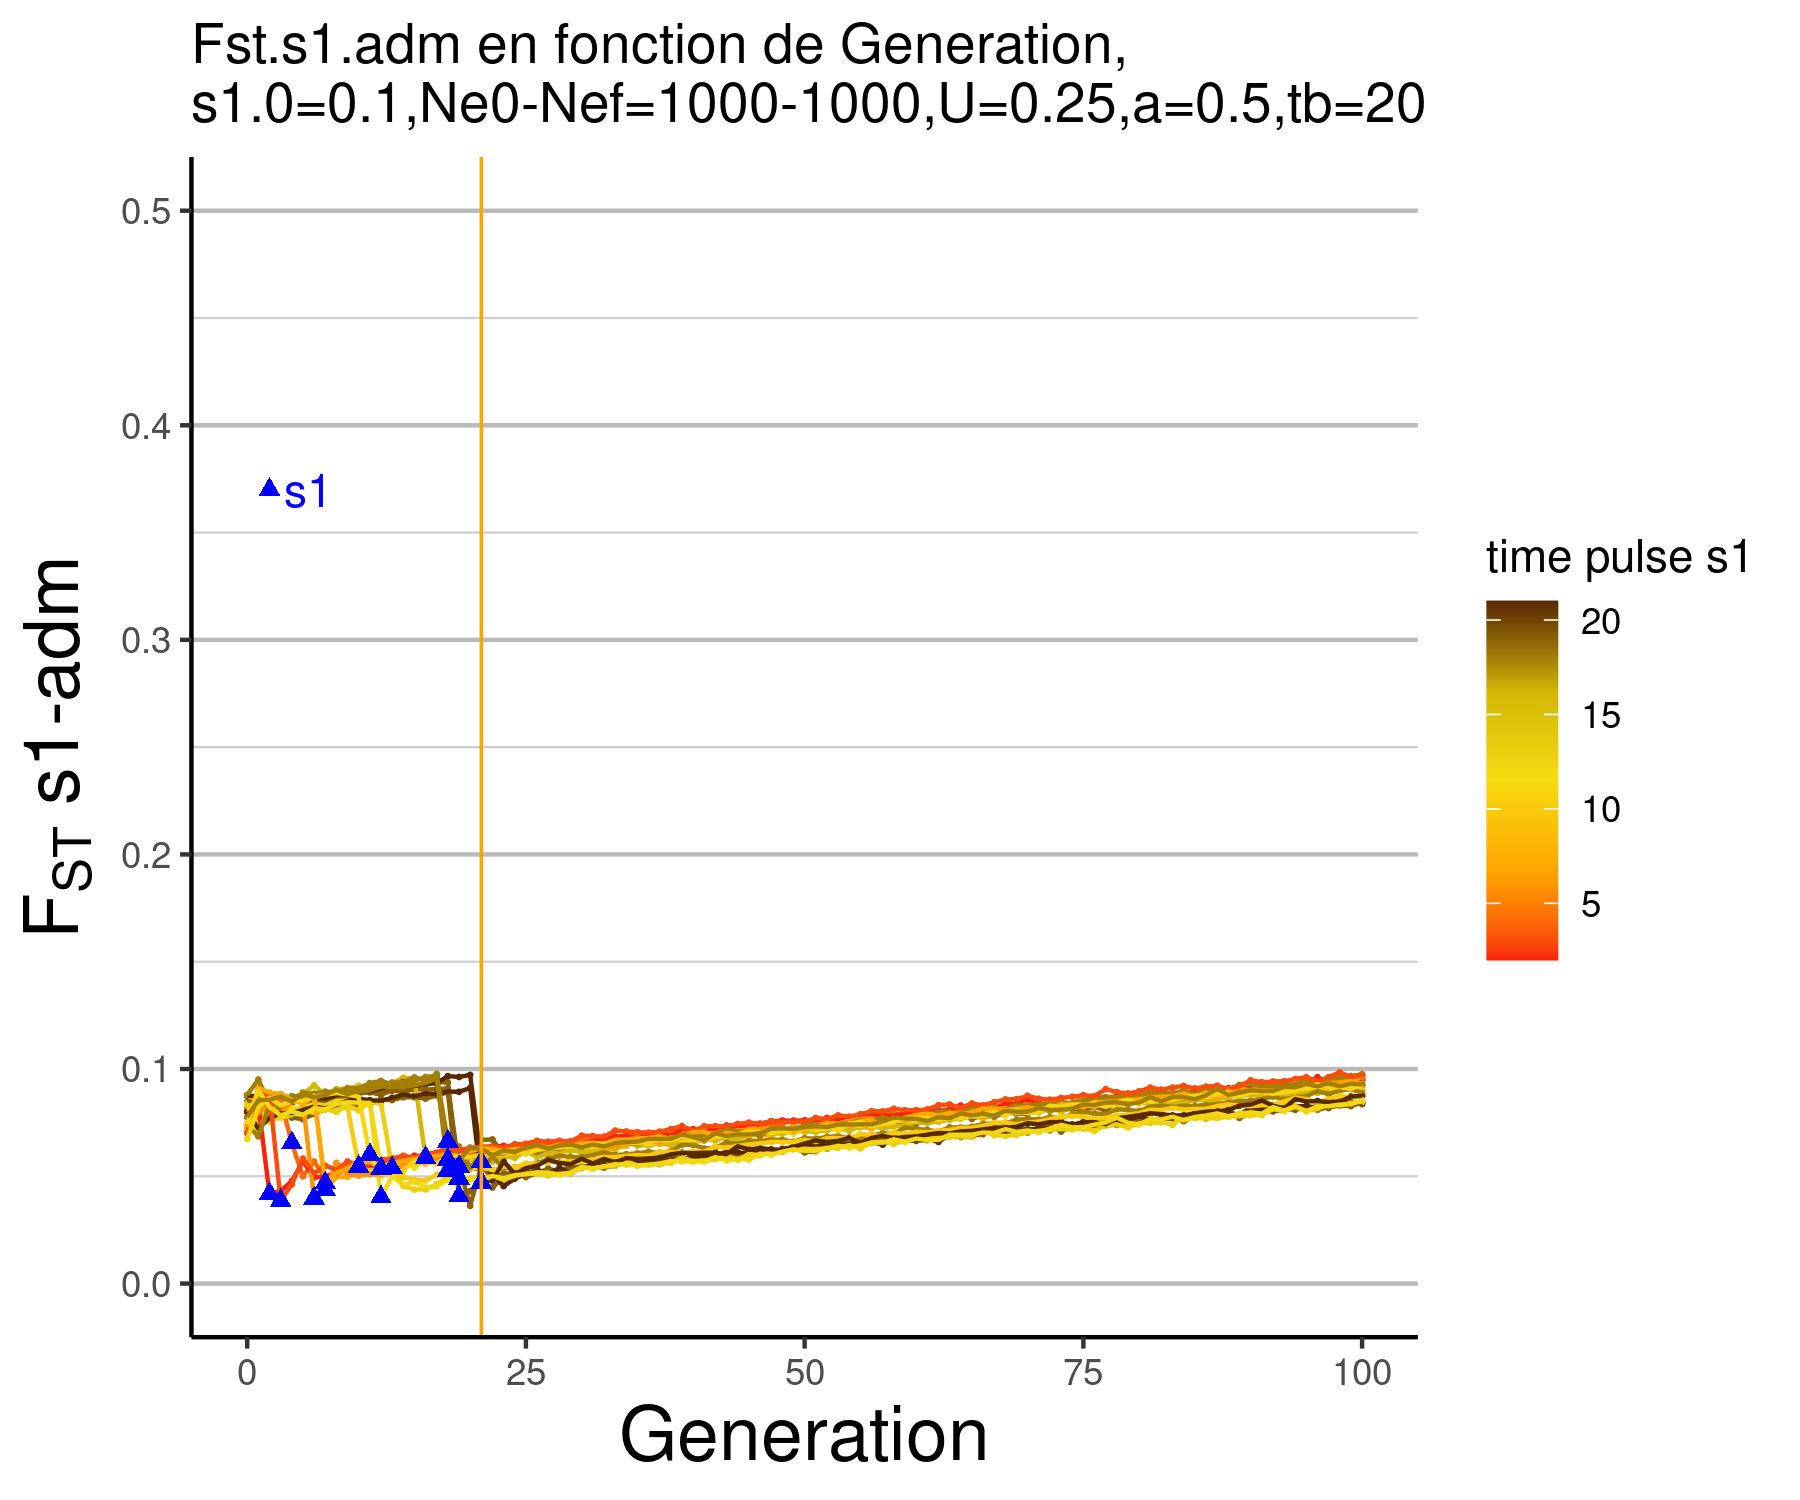 Fst.s1.adm en fonction de Generation,
s1.0=0.1,Ne0-Nef=1000-1000,U=0.25,a=0.5,tb=20
0.5
0.4
s1
0.3
0.2
0.1
0.0
F_ST s1-adm
0 25 50 75 100
Generation
time pulse s1
20
15
10
5